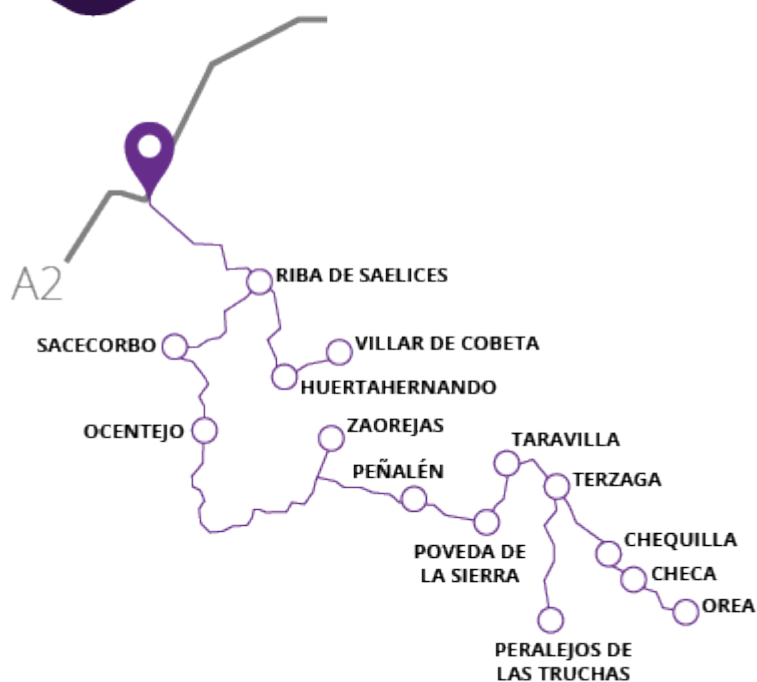 A2
RIBA DE SAELICES
SACECORBO
VILLAR DE COBETA
HUERTAHERNANDO
OCENTEJO
ZAOREJAS
TARAVILLA
PEÑALÉN
TERZAGA
POVEDA DE
LA SIERRA
CHEQUILLA
CHECA
OREA
PERALEJOS DE
LAS TRUCHAS